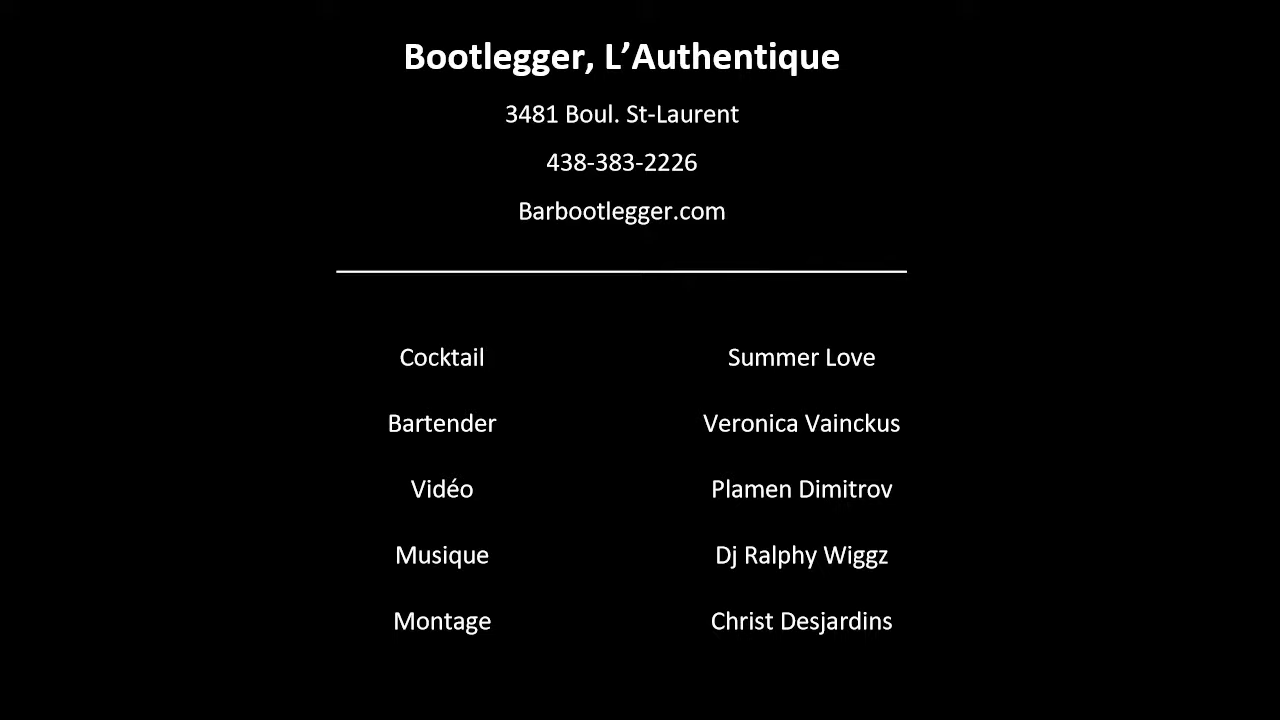 Bootlegger, L’Authentique
3481 Boul. St-Laurent
438-383-2226
Barbootlegger.com
Cocktail Summer Love
Bartender Veronica Vainckus
Vidéo Plamen Dimitrov
Musique Dj Ralphy Wiggz
Montage Christ Desjardins